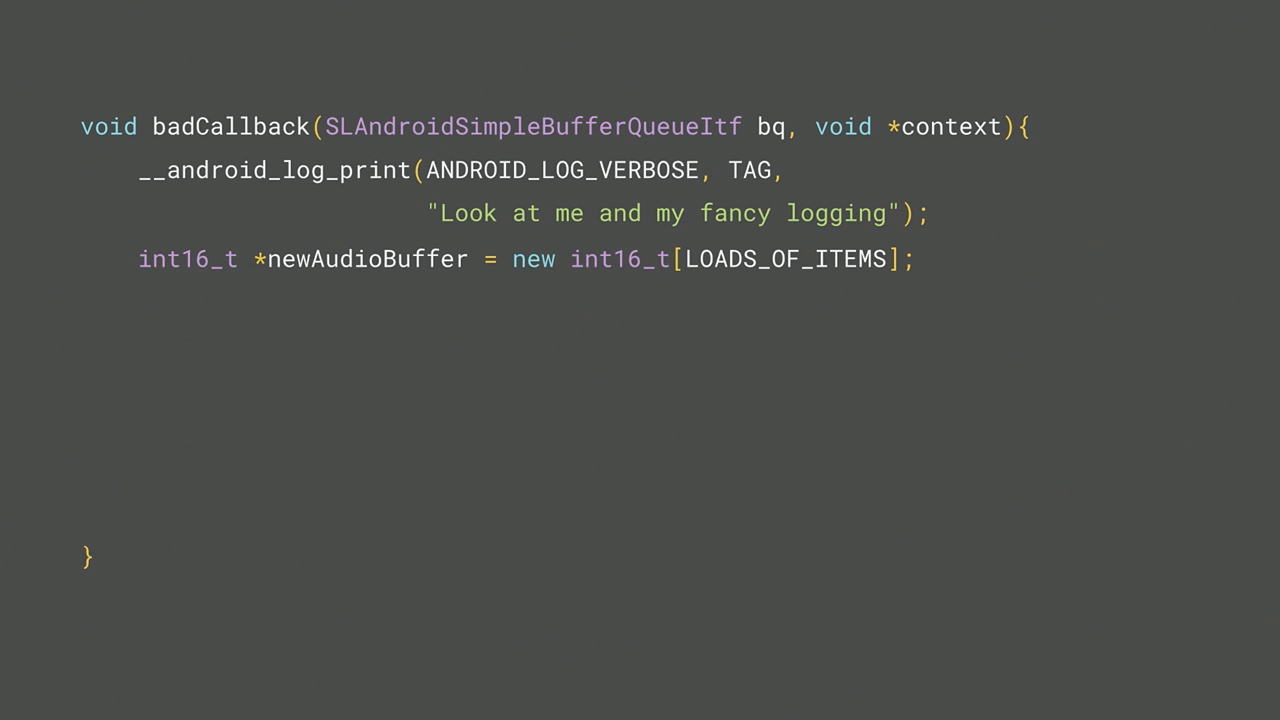 void badCallback(SLAndroidSimpleBufferQueueItf bq, void *context){
__android_log_print(ANDROID_LOG_VERBOSE, TAG,
"Look at me and my fancy logging");
int16_t *newAudioBuffer = new int16_t[LOADS_OF_ITEMS];
}